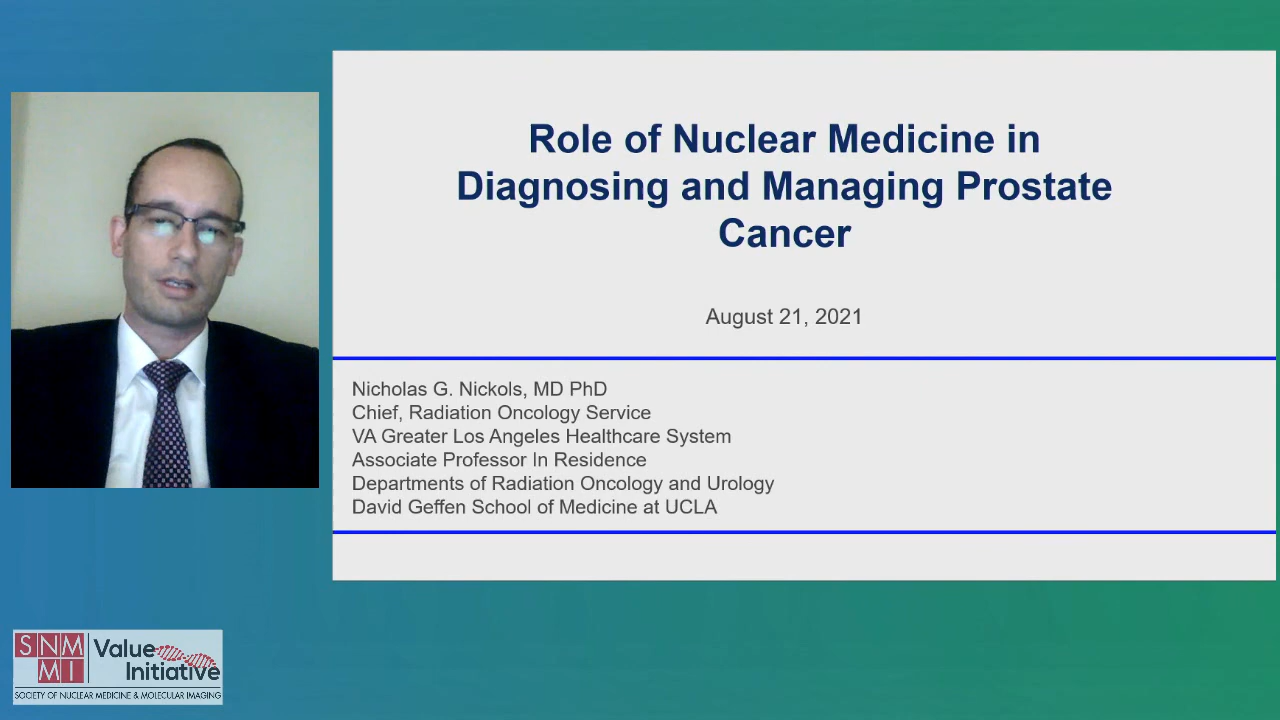 Role of Nuclear Medicine in
Diagnosing and Managing Prostate
Cancer
August 21, 2021
Nicholas G. Nickols, MD PhD
Chief, Radiation Oncology Service
VA Greater Los Angeles Healthcare System
Associate Professor In Residence
Departments of Radiation Oncology and Urology
David Geffen School of Medicine at UCLA
SNM
MI
Value
Initiative
SOCIETY OF NUCLEAR MEDICINE & MOLECULAR IMAGING